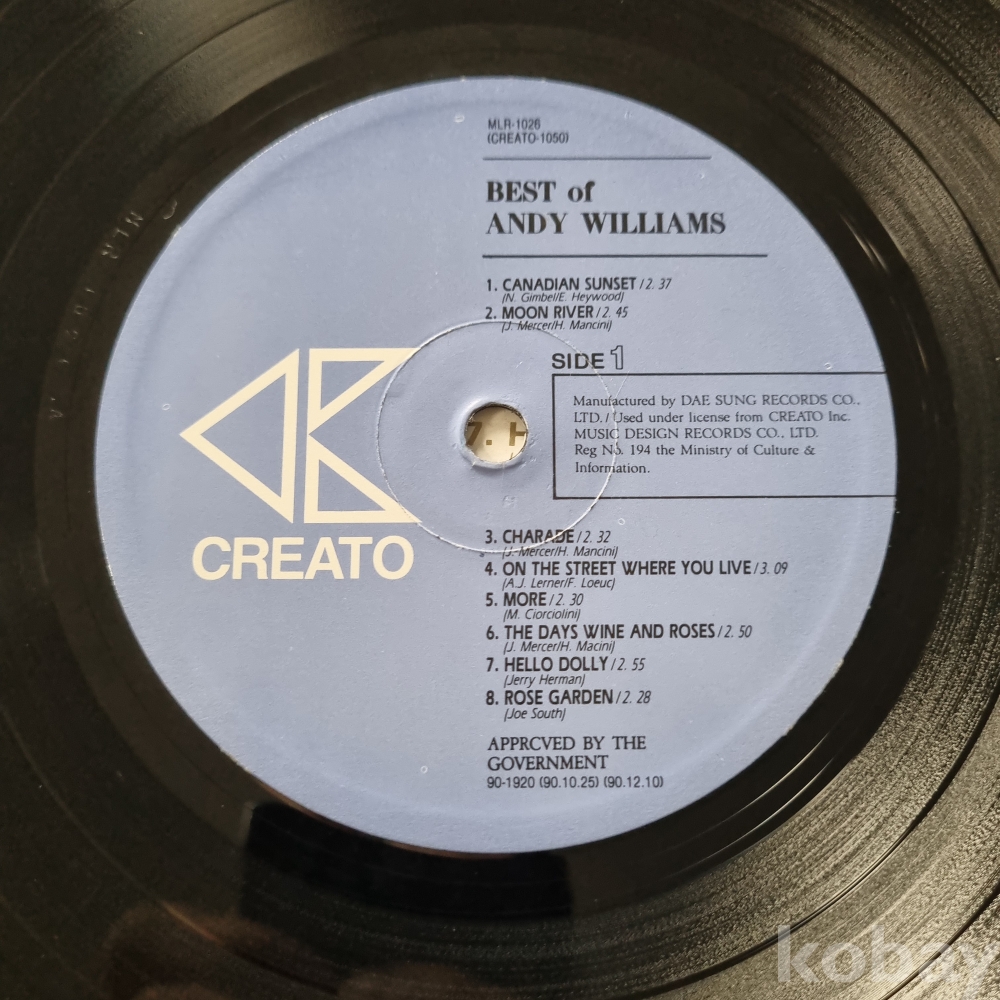 MLR-1026
(CREATO-1050)
BEST of
ANDY WILLIAMS
1. CANADIAN SUNSET / 2. 37
(N. Gimbel/E. Heywood)
2. MOON RIVER / 2. 45
(J. Mercer/H. Mancini)
SIDE 1
Manufactured by DAE SUNG RECORDS CO.,
LTD. / Used under license from CREATO Inc.
MUSIC DESIGN RECORDS CO., LTD.
Reg No. 194 the Ministry of Culture &
Information.
7. H
CREATO
3. CHARADE / 2. 32
(J. Mercer/H. Mancini)
4. ON THE STREET WHERE YOU LIVE / 3. 09
(A.J. Lerner/F. Loeuc)
5. MORE / 2. 30
(M. Ciorciolini)
6. THE DAYS WINE AND ROSES / 2. 50
(J. Mercer/H. Macini)
7. HELLO DOLLY / 2. 55
(Jerry Herman)
8. ROSE GARDEN / 2. 28
(Joe South)
APPRCVED BY THE
GOVERNMENT
90-1920 (90.10.25) (90.12.10)
MLR
kobay